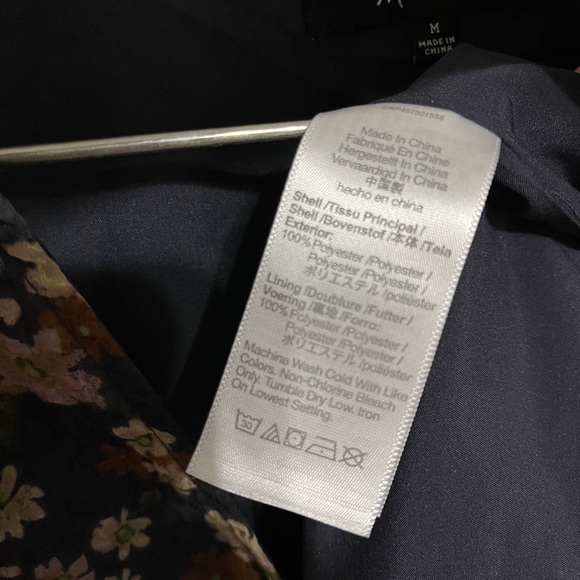 M
MADE IN
CHINA
Made In China
Fabriqué En Chine
Hergestellt In China
Vervaardigd In China
中国製
hecho en china
Shell /Tissu Principal /
Shell /Bovenstof /本体 /Tela
Exterior:
100% Polyester /Polyester /
Polyester /Polyester /
ポリエステル /poliéster
Lining /Doublure /Futter /
Voering /裏地 /Forro:
100% Polyester /Polyester /
Polyester /Polyester /
ポリエステル /poliéster
Machine Wash Cold With Like
Colors. Non-Chlorine Bleach
Only. Tumble Dry Low. Iron
On Lowest Setting.
30